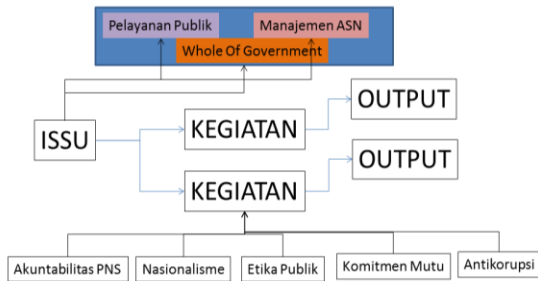 Pelayanan Publik
Manajemen ASN
Whole Of Government
OUTPUT
KEGIATAN
ISSU
OUTPUT
KEGIATAN
Akuntabilitas PNS
Nasionalisme
Etika Publik
Komitmen Mutu
Antikorupsi